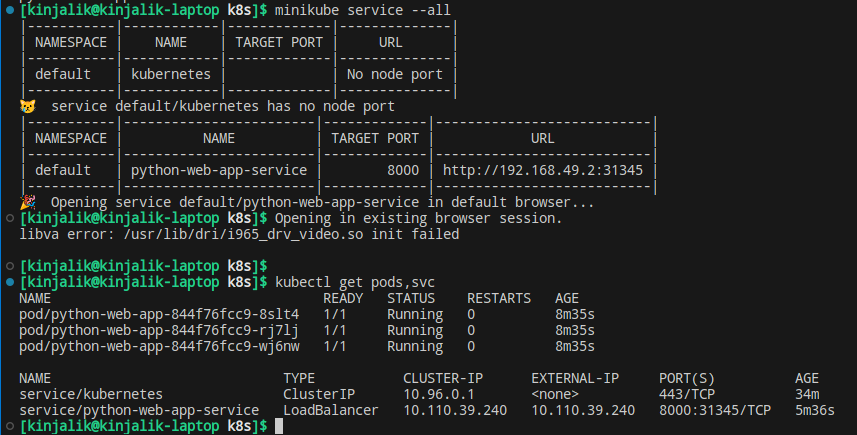 [kinjalik@kinjalik-laptop k8s]$ minikube service --all
|-----------|------------|-------------|--------------|
| NAMESPACE |    NAME    | TARGET PORT |     URL      |
|-----------|------------|-------------|--------------|
| default   | kubernetes |             | No node port |
|-----------|------------|-------------|--------------|
😿  service default/kubernetes has no node port
|-----------|------------------------|-------------|---------------------------|
| NAMESPACE |          NAME          | TARGET PORT |            URL            |
|-----------|------------------------|-------------|---------------------------|
| default   | python-web-app-service |        8000 | http://192.168.49.2:31345 |
|-----------|------------------------|-------------|---------------------------|
🎉  Opening service default/python-web-app-service in default browser...
[kinjalik@kinjalik-laptop k8s]$ Opening in existing browser session.
libva error: /usr/lib/dri/i965_drv_video.so init failed
[kinjalik@kinjalik-laptop k8s]$
[kinjalik@kinjalik-laptop k8s]$ kubectl get pods,svc
NAME                                  READY   STATUS    RESTARTS   AGE
pod/python-web-app-844f76fcc9-8slt4   1/1     Running   0          8m35s
pod/python-web-app-844f76fcc9-rj7lj   1/1     Running   0          8m35s
pod/python-web-app-844f76fcc9-wj6nw   1/1     Running   0          8m35s
NAME                             TYPE           CLUSTER-IP      EXTERNAL-IP     PORT(S)          AGE
service/kubernetes               ClusterIP      10.96.0.1       <none>          443/TCP          34m
service/python-web-app-service   LoadBalancer   10.110.39.240   10.110.39.240   8000:31345/TCP   5m36s
[kinjalik@kinjalik-laptop k8s]$